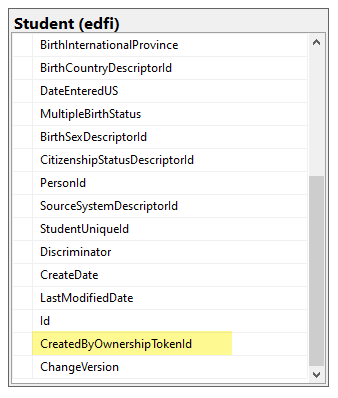 Student (edfi)
BirthInternationalProvince
BirthCountryDescriptorId
DateEnteredUS
MultipleBirthStatus
BirthSexDescriptorId
CitizenshipStatusDescriptorId
PersonId
SourceSystemDescriptorId
StudentUniqueId
Discriminator
CreateDate
LastModifiedDate
Id
CreatedByOwnershipTokenId
ChangeVersion